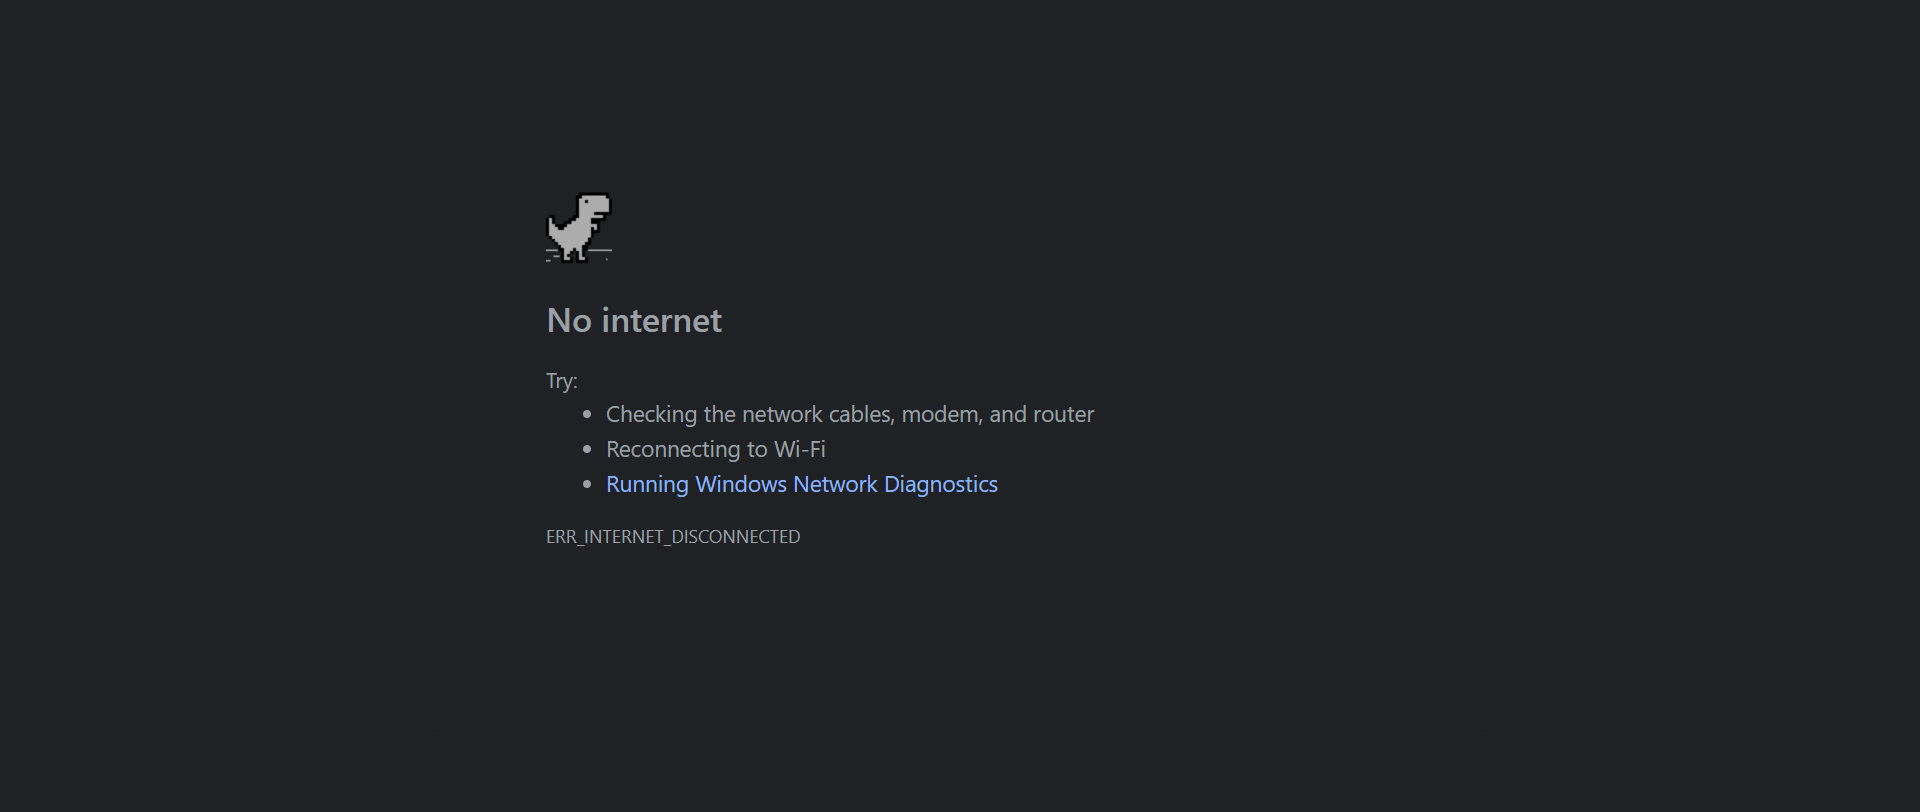 No internet
Try:
• Checking the network cables, modem, and router
• Reconnecting to Wi-Fi
• Running Windows Network Diagnostics
ERR_INTERNET_DISCONNECTED